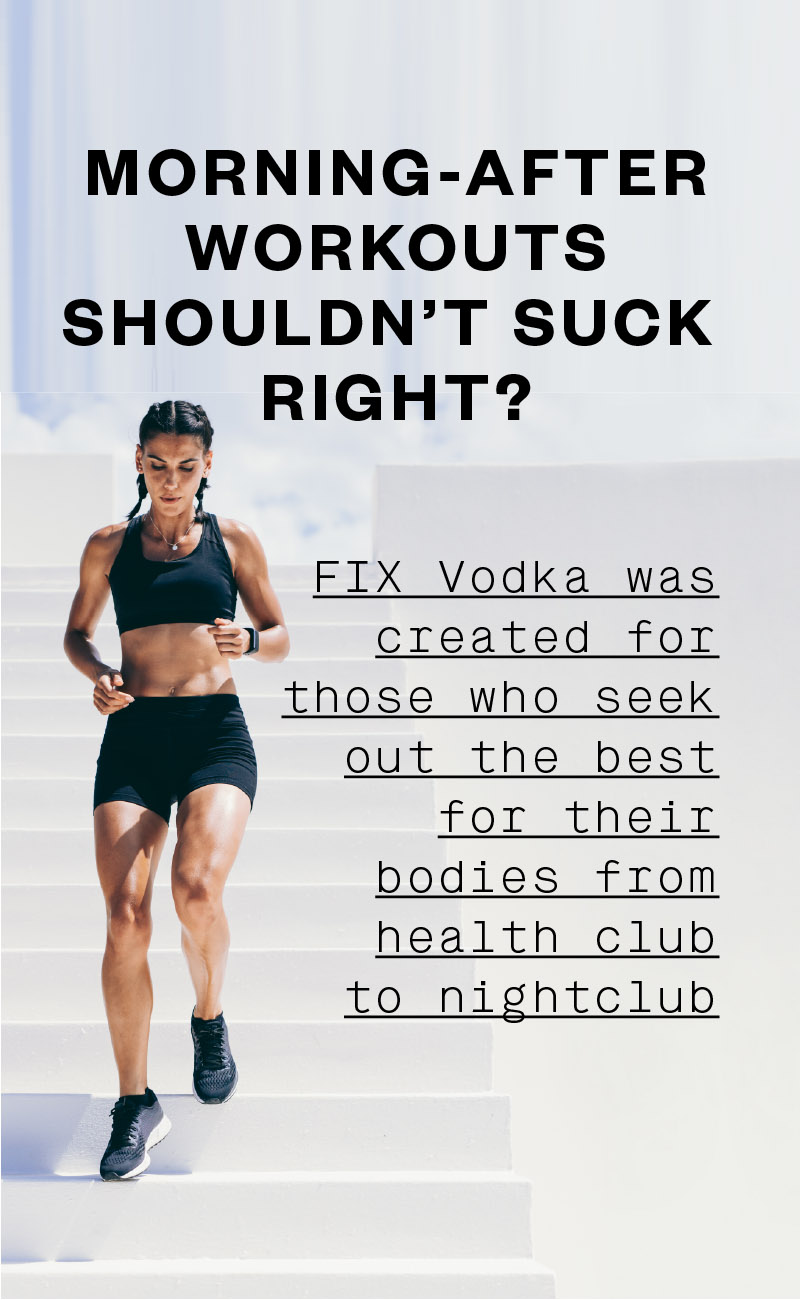 MORNING-AFTER
WORKOUTS
SHOULDN’T SUCK
RIGHT?
FIX Vodka was
created for
those who seek
out the best
for their
bodies from
health club
to nightclub